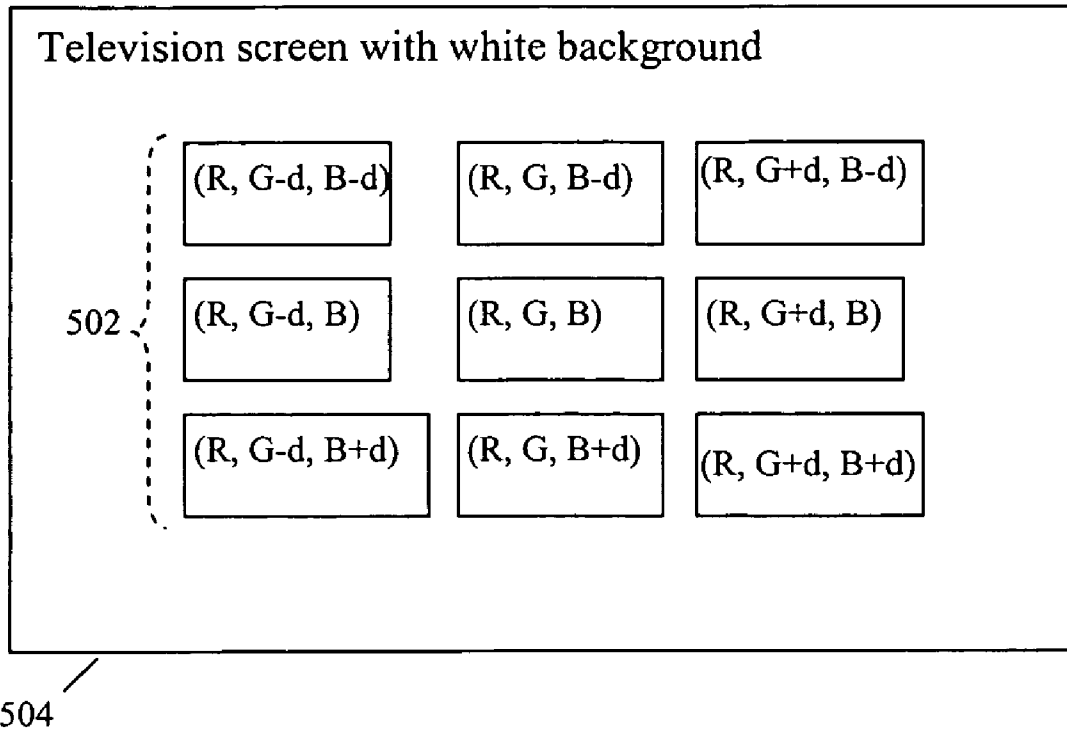 Television screen with white background
(R, G-d, B-d) (R, G, B-d) (R, G+d, B-d)
502 (R, G-d, B) (R, G, B) (R, G+d, B)
(R, G-d, B+d) (R, G, B+d) (R, G+d, B+d)
504